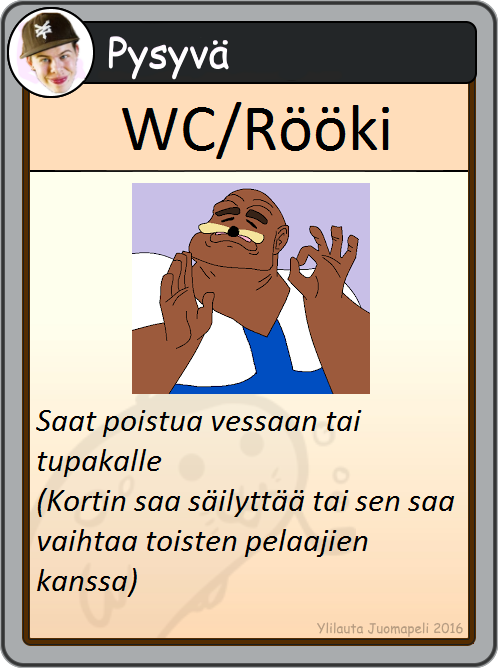 Pysyvä
WC/Rööki
Saat poistua vessaan tai
tupakalle
(Kortin saa säilyttää tai sen saa
vaihtaa toisten pelaajien
kanssa)
Ylilauta Juomapeli 2016